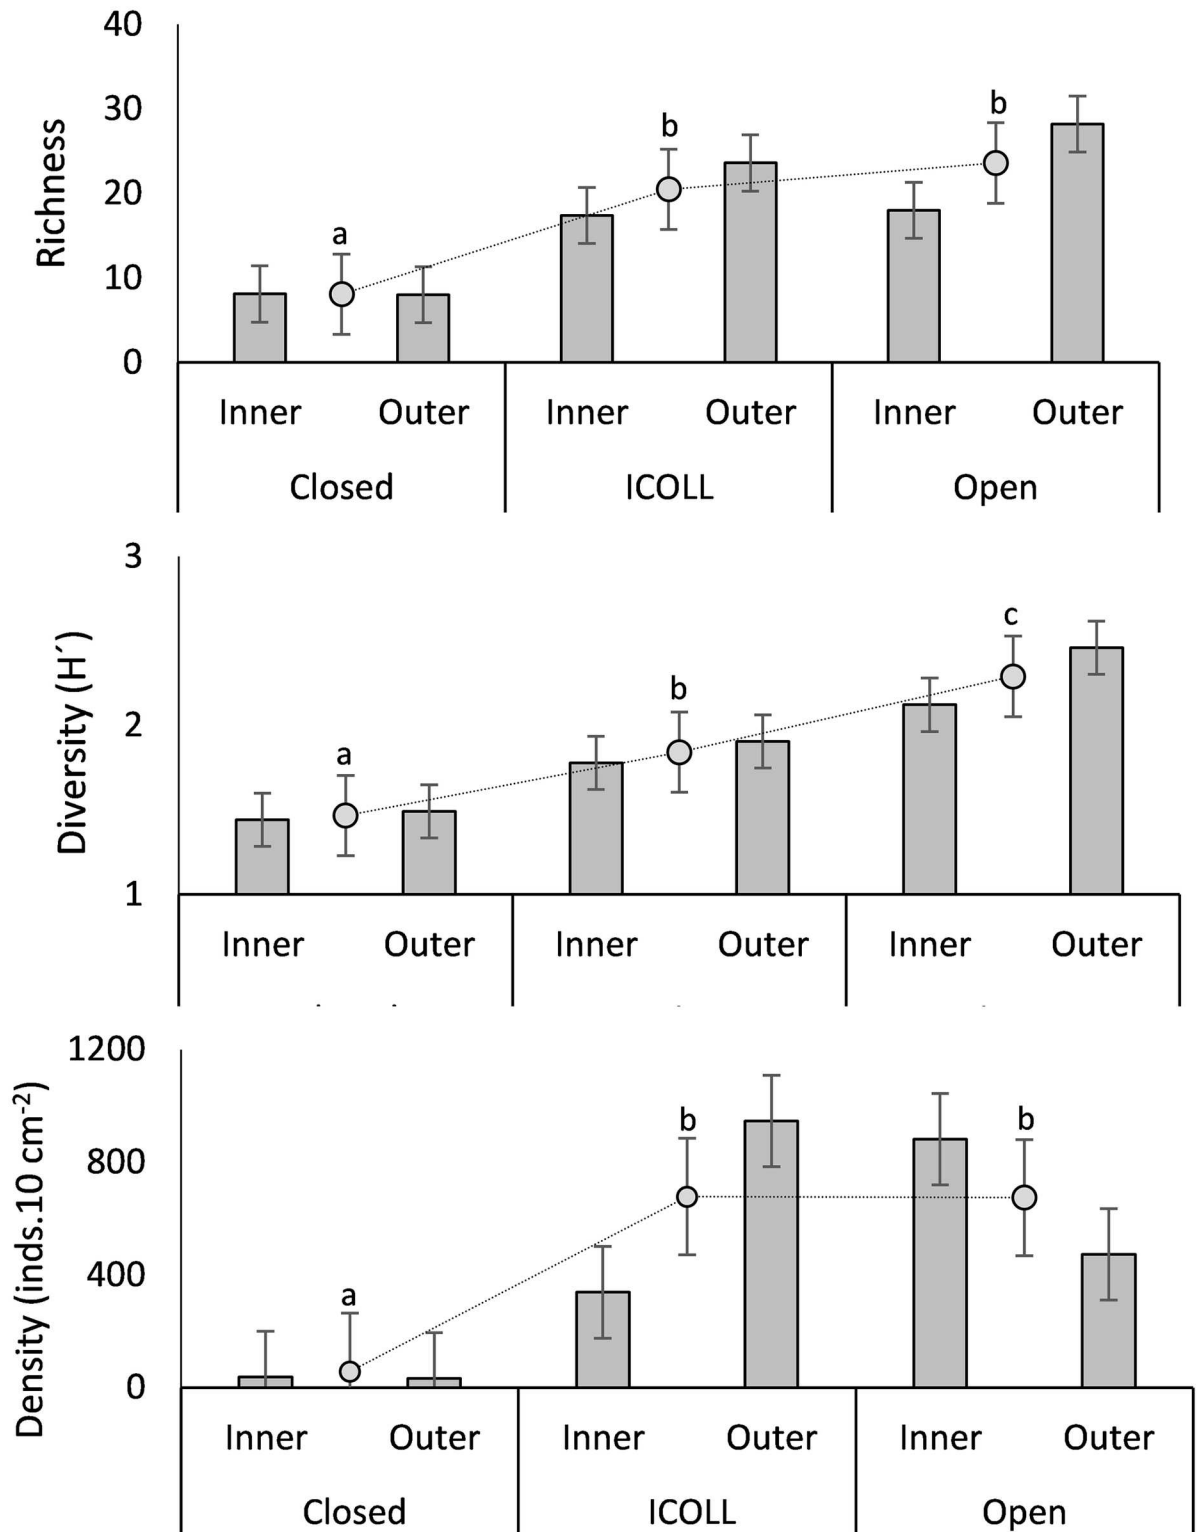 40
30
20
10
0
Richness
a
b
b
Inner Outer Inner Outer Inner Outer
Closed ICOLL Open
3
2
1
Diversity (H´)
a
b
c
Inner Outer Inner Outer Inner Outer
1200
800
400
0
Density (inds.10 cm⁻²)
a
b
b
Inner Outer Inner Outer Inner Outer
Closed ICOLL Open